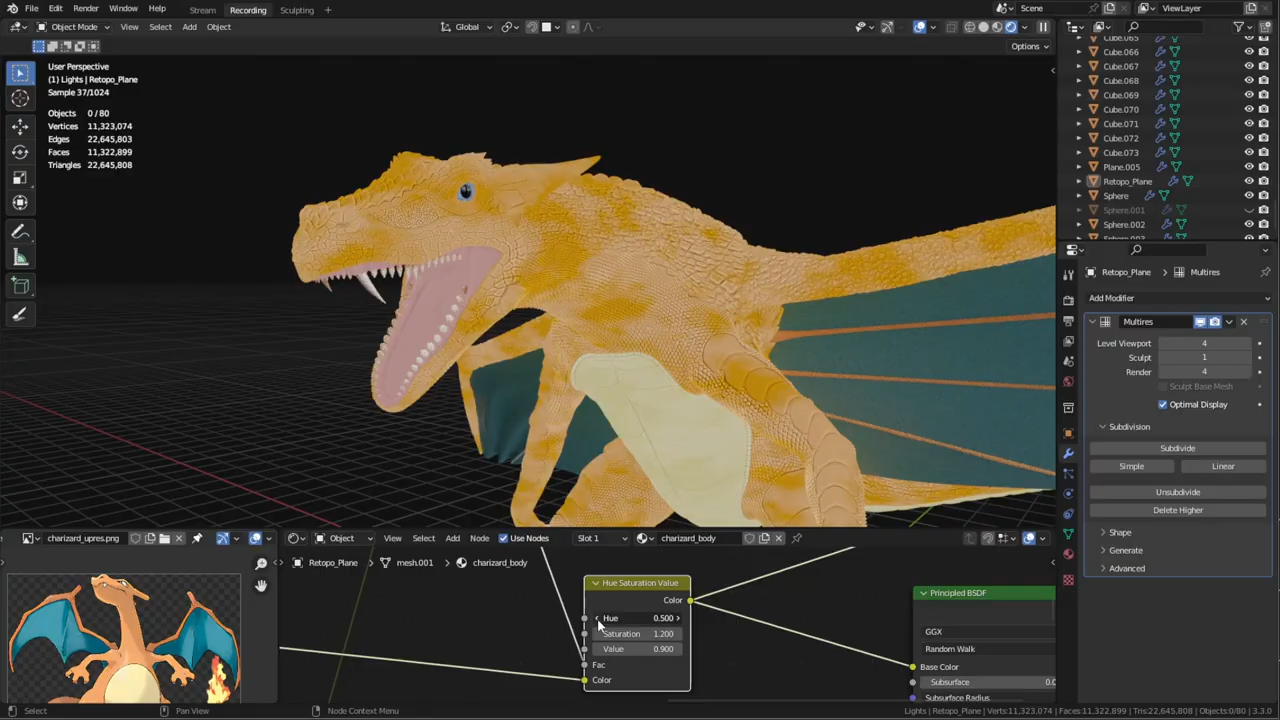 File Edit Render Window Help Stream Recording Sculpting + Scene ViewLayer
Object Mode View Select Add Object Global
Options
User Perspective
(1) Lights | Retopo_Plane
Sample 37/1024
Objects 0 / 80
Vertices 11,323,074
Edges 22,645,803
Faces 11,322,899
Triangles 22,645,808
Cube.065
Cube.066
Cube.067
Cube.068
Cube.069
Cube.070
Cube.071
Cube.072
Cube.073
Plane.005
Retopo_Plane
Sphere
Sphere.001
Sphere.002
Retopo_Plane Multires
Add Modifier
Multires
Level Viewport 4
Sculpt 1
Render 4
Sculpt Base Mesh
Optimal Display
Subdivision
Subdivide
Simple Linear
Unsubdivide
Delete Higher
Shape
Generate
Advanced
charizard_upres.png
Object View Select Add Node Use Nodes Slot 1 charizard_body
Retopo_Plane mesh.001 charizard_body
Hue Saturation Value
Color
Hue 0.500
Saturation 1.200
Value 0.900
Fac
Color
Principled BSDF
GGX
Random Walk
Base Color
Subsurface 0.0
Subsurface Radius
Select Pan View Node Context Menu Lights | Retopo_Plane | Verts:11,323,074 | Faces:11,322,899 | Tris:22,645,808 | Objects:0/80 | 3.3.0